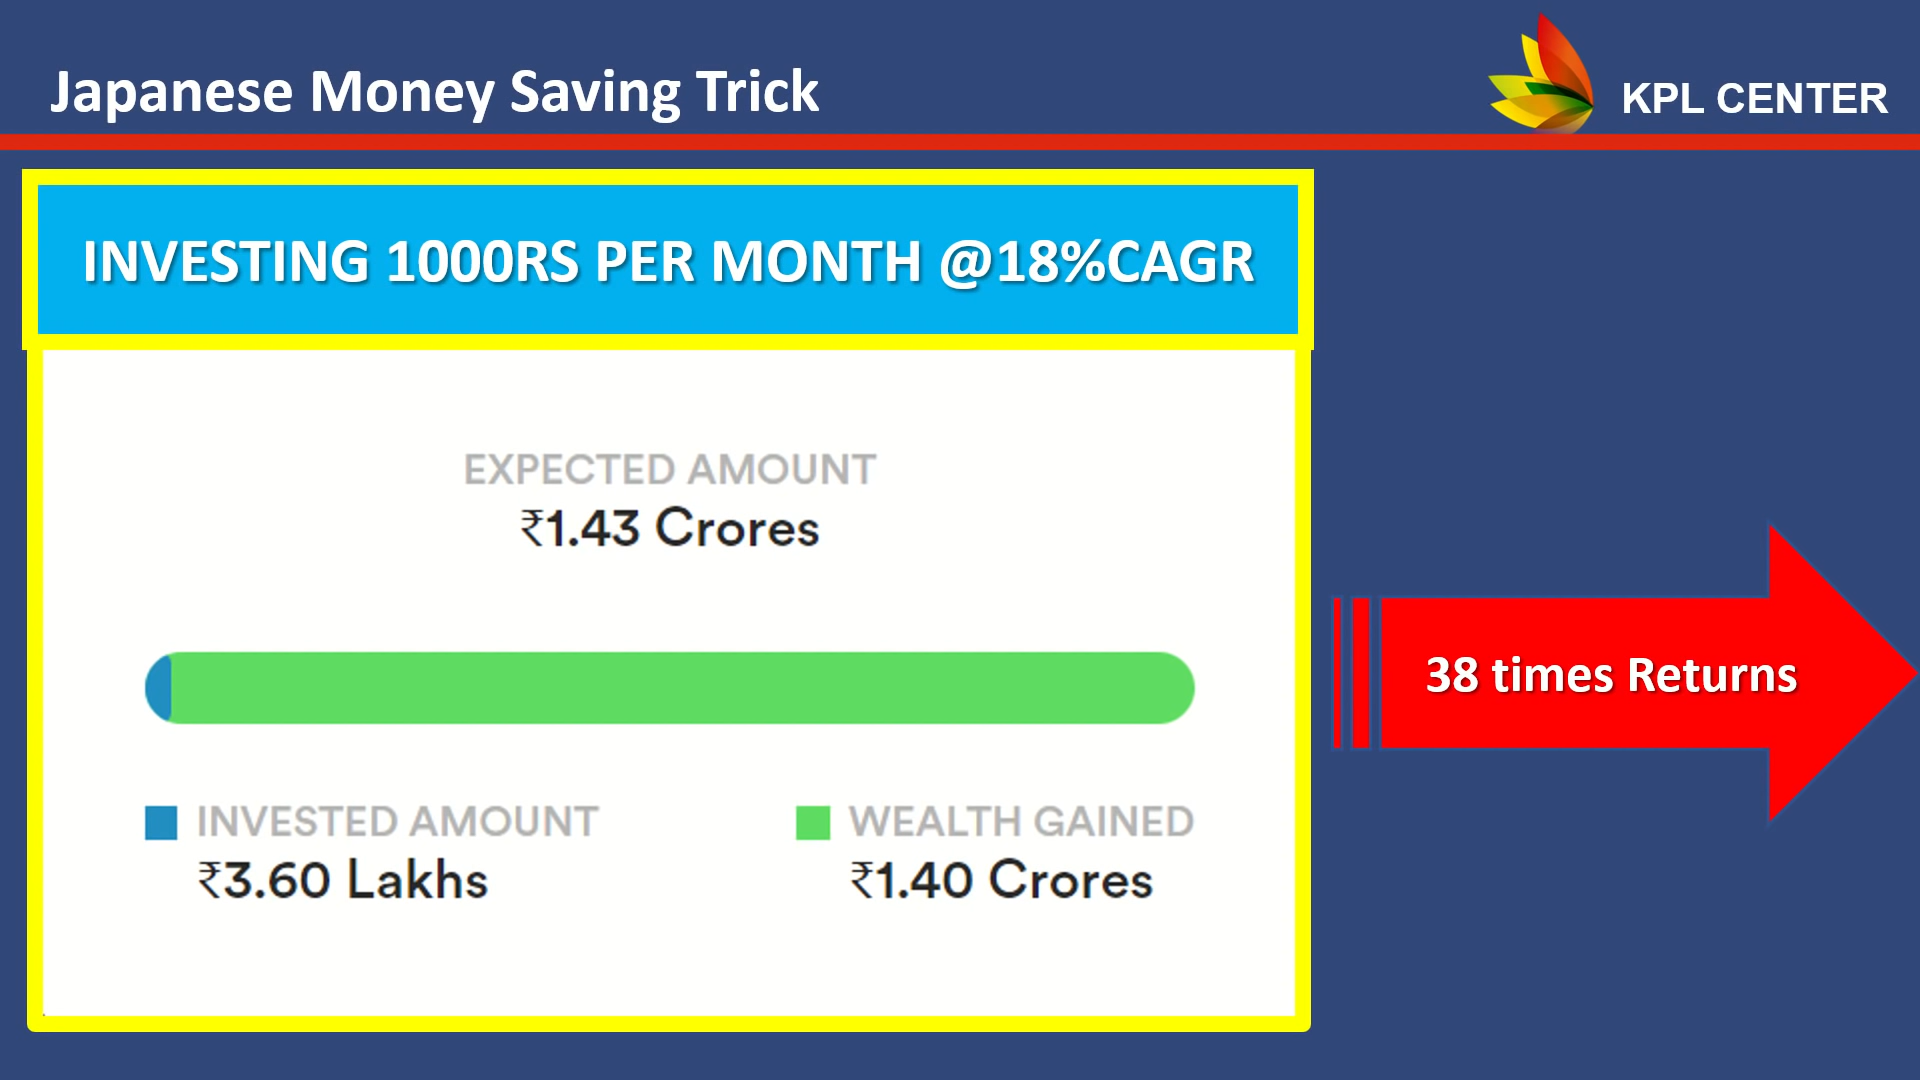 Japanese Money Saving Trick
KPL CENTER
INVESTING 1000RS PER MONTH @18%CAGR
EXPECTED AMOUNT
₹1.43 Crores
38 times Returns
INVESTED AMOUNT
₹3.60 Lakhs
WEALTH GAINED
₹1.40 Crores